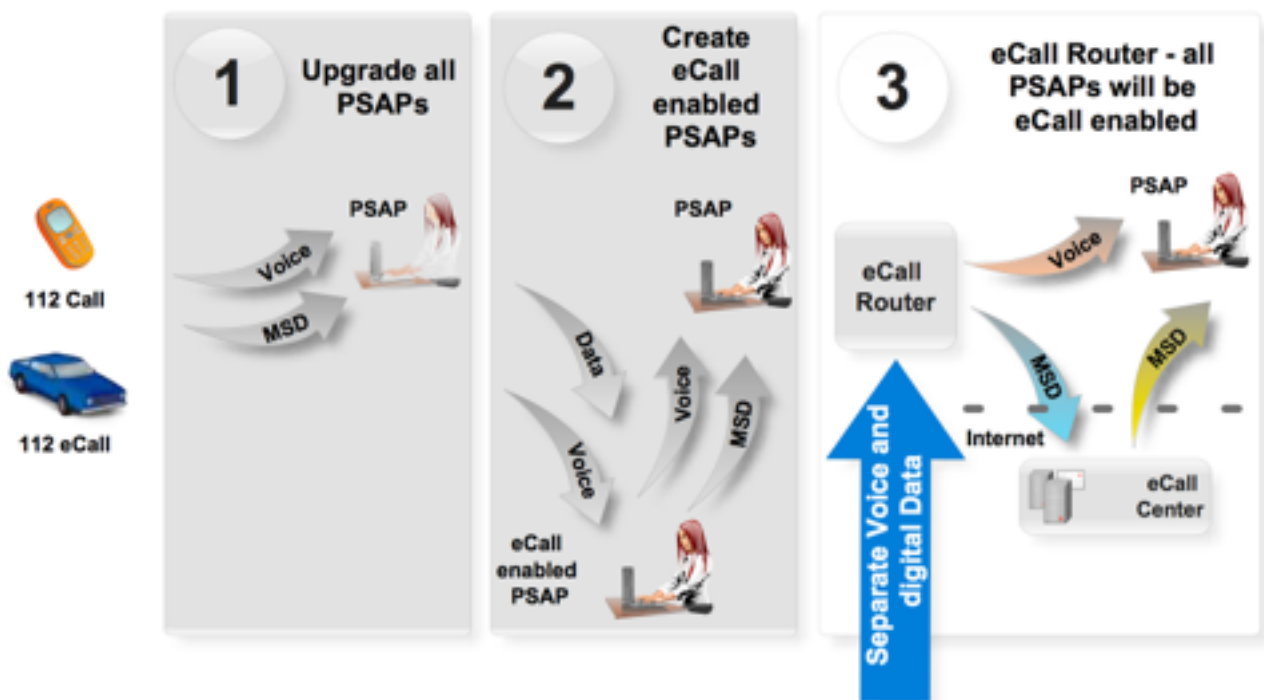 1
Upgrade all
PSAPs
2
Create
eCall
enabled
PSAPs
3
eCall Router - all
PSAPs will be
eCall enabled
112 Call
112 eCall
PSAP
Voice
MSD
PSAP
Data
Voice
Voice
MSD
eCall
enabled
PSAP
PSAP
eCall
Router
Voice
MSD
MSD
Internet
eCall
Center
Separate Voice and
digital Data